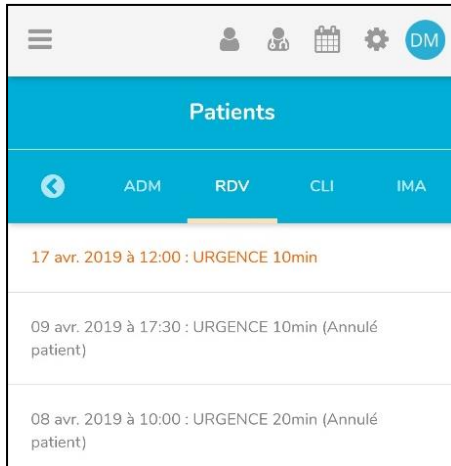 DM
Patients
ADM RDV CLI IMA
17 avr. 2019 à 12:00 : URGENCE 10min
09 avr. 2019 à 17:30 : URGENCE 10min (Annulé
patient)
08 avr. 2019 à 10:00 : URGENCE 20min (Annulé
patient)